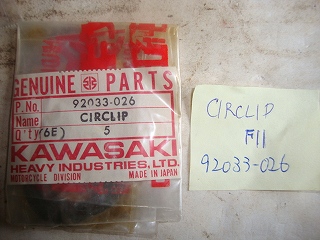 GENUINE PARTS
P.No. 92033-026
Name CIRCLIP
Q'ty (6E) 5
KAWASAKI
HEAVY INDUSTRIES, LTD.
MOTORCYCLE DIVISION MADE IN JAPAN
CIRCLIP
F11
92033-026